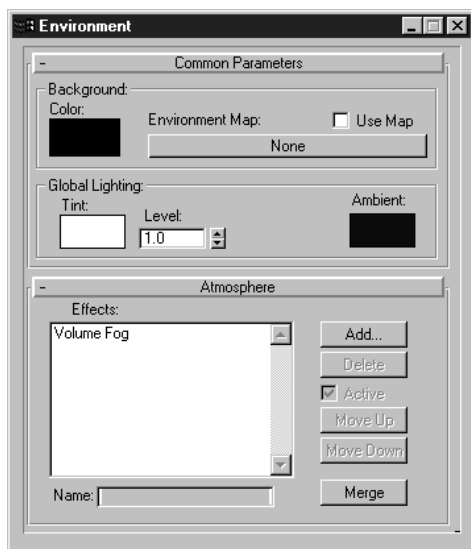 Environment
- Common Parameters
Background:
Color:
Environment Map:
Use Map
None
Global Lighting:
Tint:
Level:
1.0
Ambient:
- Atmosphere
Effects:
Volume Fog
Add...
Delete
Active
Move Up
Move Down
Name:
Merge